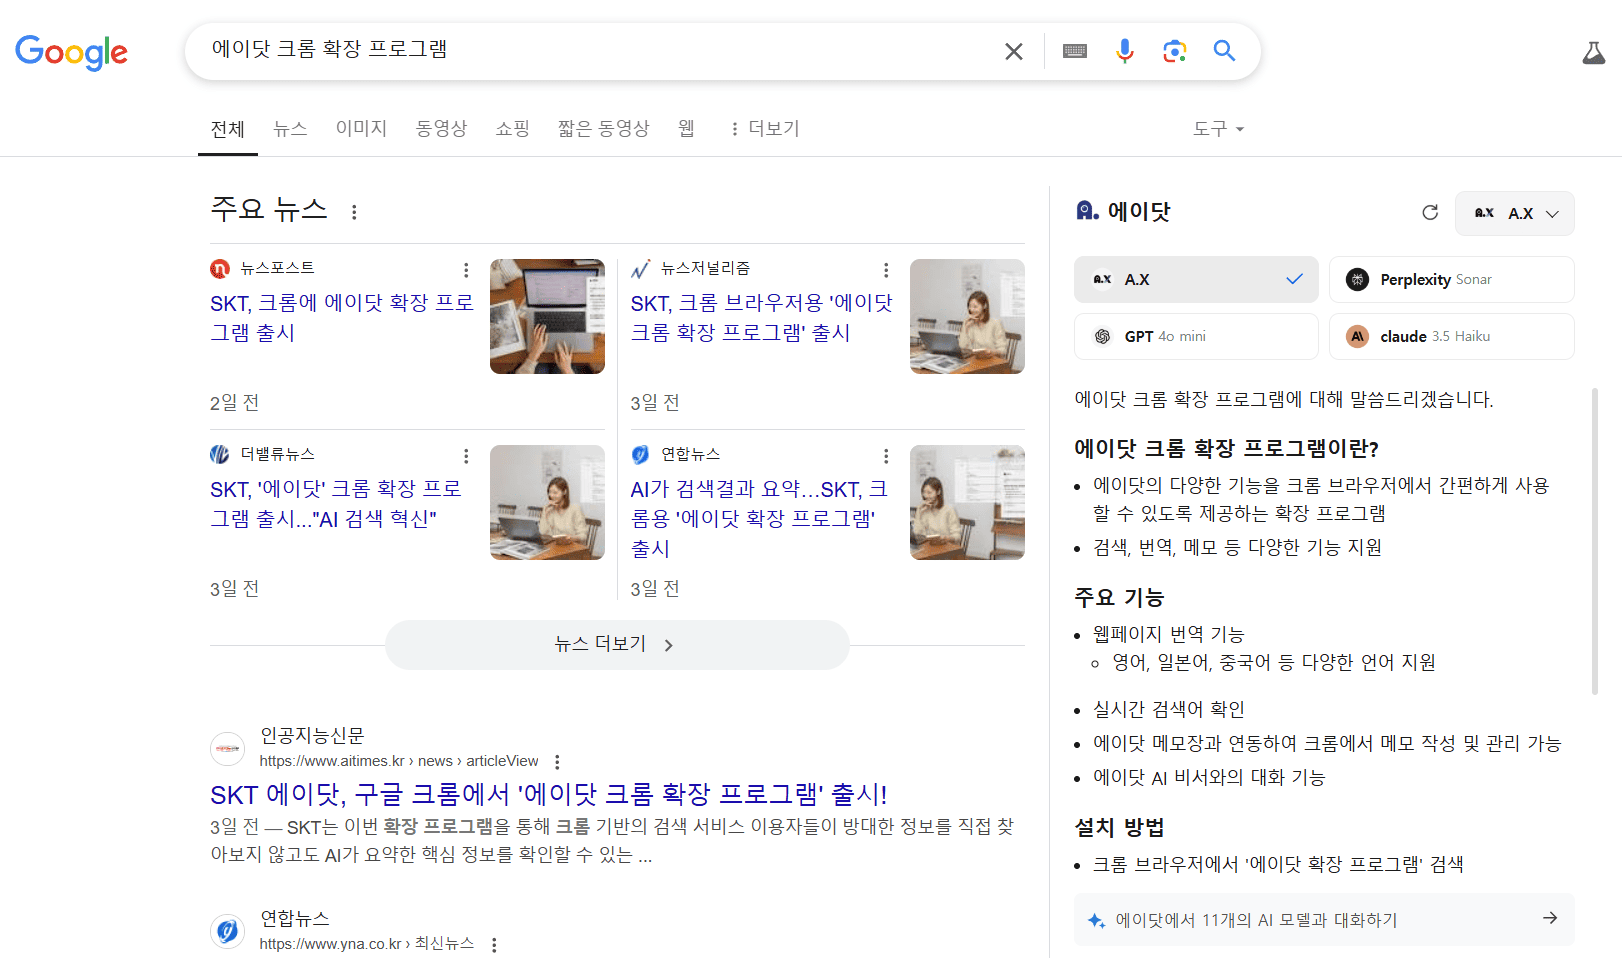 Google
에이닷 크롬 확장 프로그램
전체 뉴스 이미지 동영상 쇼핑 짧은 동영상 웹 더보기 도구
주요 뉴스
뉴스포스트
SKT, 크롬에 에이닷 확장 프로
그램 출시
2일 전
뉴스저널리즘
SKT, 크롬 브라우저용 '에이닷
크롬 확장 프로그램' 출시
3일 전
더밸류뉴스
SKT, '에이닷' 크롬 확장 프로
그램 출시..."AI 검색 혁신"
3일 전
연합뉴스
AI가 검색결과 요약…SKT, 크
롬용 '에이닷 확장 프로그램'
출시
3일 전
뉴스 더보기
인공지능신문
https://www.aitimes.kr › news › articleView
SKT 에이닷, 구글 크롬에서 '에이닷 크롬 확장 프로그램' 출시!
3일 전 — SKT는 이번 확장 프로그램을 통해 크롬 기반의 검색 서비스 이용자들이 방대한 정보를 직접 찾
아보지 않고도 AI가 요약한 핵심 정보를 확인할 수 있는 ...
연합뉴스
https://www.yna.co.kr › 최신뉴스
에이닷
A.X A.X
A.X A.X
Perplexity Sonar
GPT 4o mini
claude 3.5 Haiku
에이닷 크롬 확장 프로그램에 대해 말씀드리겠습니다.
에이닷 크롬 확장 프로그램이란?
• 에이닷의 다양한 기능을 크롬 브라우저에서 간편하게 사용
할 수 있도록 제공하는 확장 프로그램
• 검색, 번역, 메모 등 다양한 기능 지원
주요 기능
• 웹페이지 번역 기능
◦ 영어, 일본어, 중국어 등 다양한 언어 지원
• 실시간 검색어 확인
• 에이닷 메모장과 연동하여 크롬에서 메모 작성 및 관리 가능
• 에이닷 AI 비서와의 대화 기능
설치 방법
• 크롬 브라우저에서 '에이닷 확장 프로그램' 검색
에이닷에서 11개의 AI 모델과 대화하기